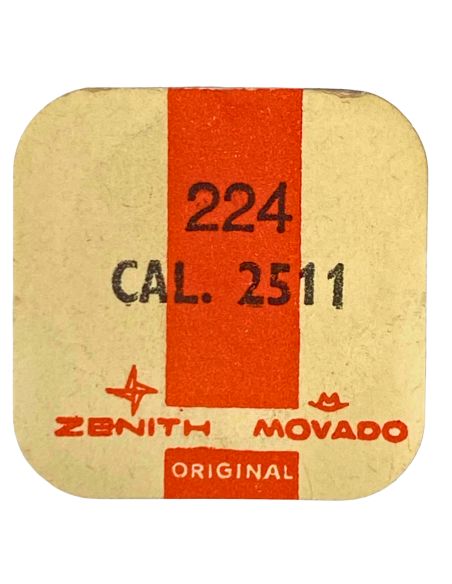 224
CAL. 2511
ZENITH MOVADO
ORIGINAL